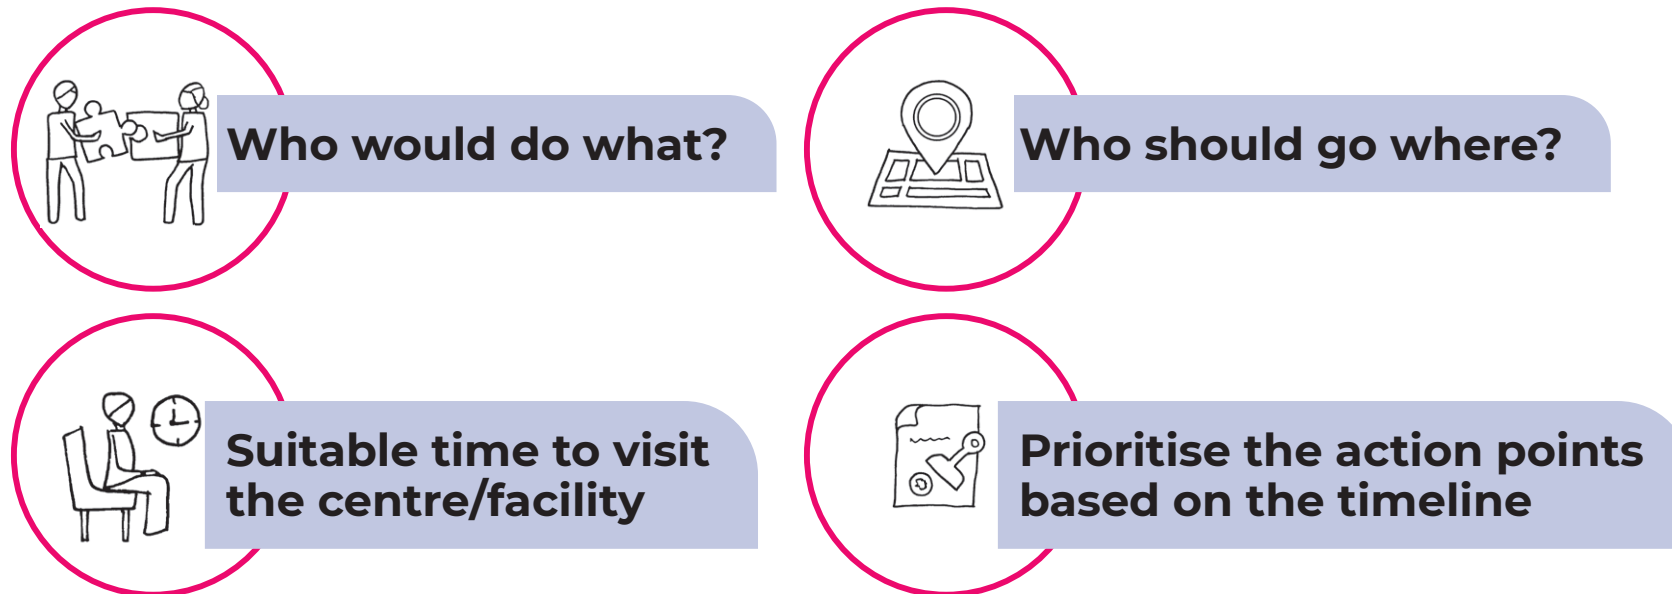 Who would do what?
Who should go where?
Suitable time to visit
the centre/facility
Prioritise the action points
based on the timeline